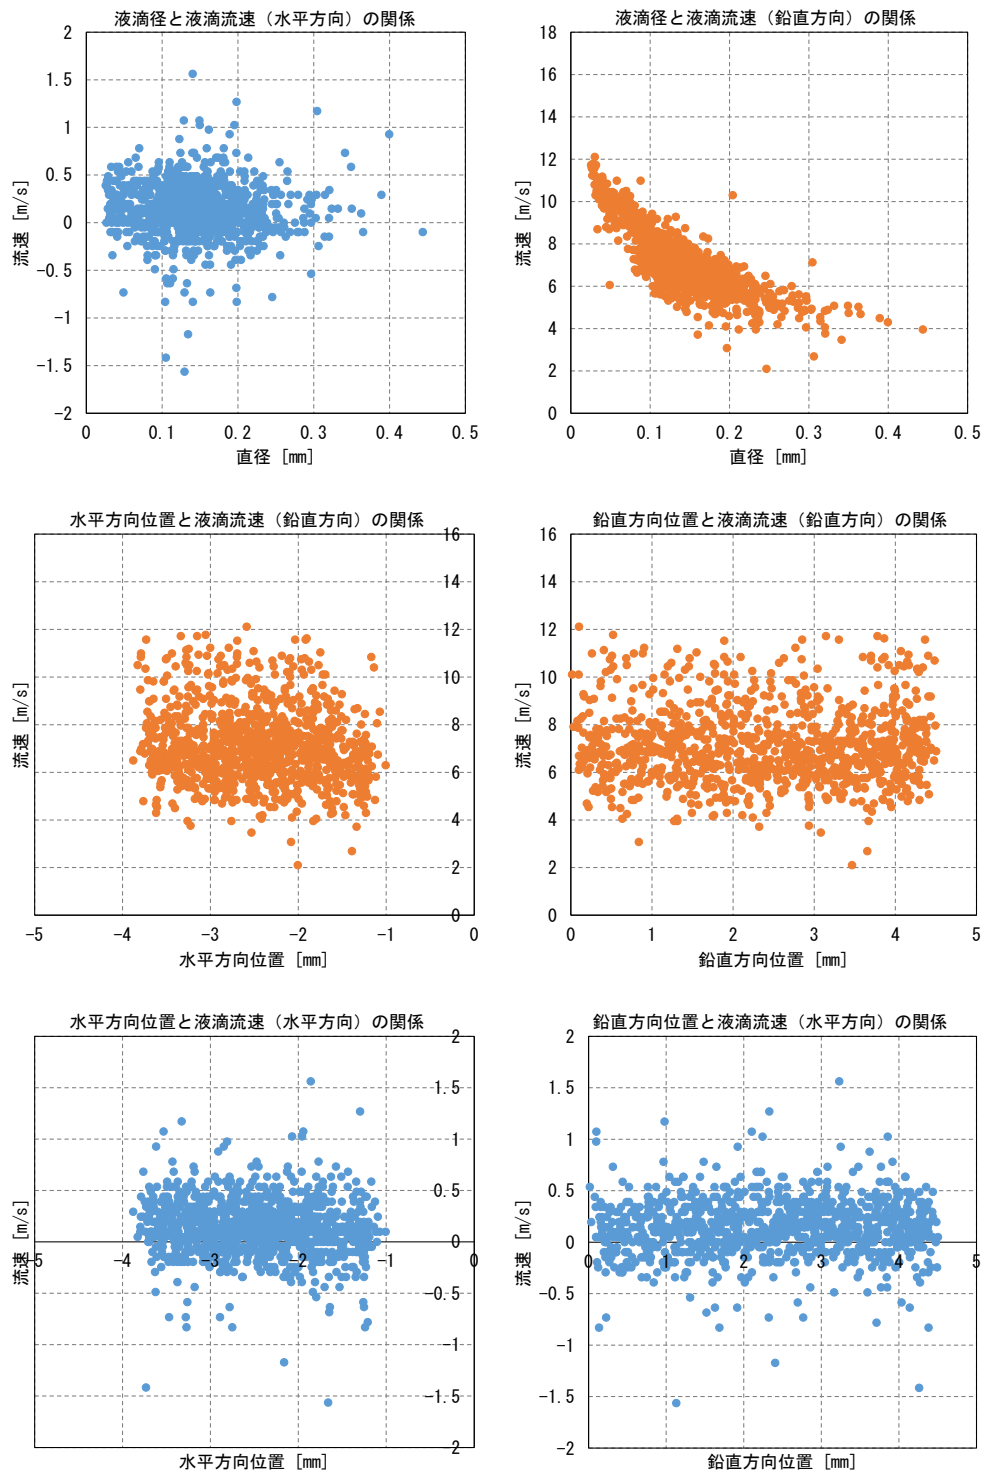 液滴径と液滴流速（水平方向）の関係
2
1.5
1
0.5
0
-0.5
-1
-1.5
-2
流速 [m/s]
0 0.1 0.2 0.3 0.4 0.5
直径 [mm]
液滴径と液滴流速（鉛直方向）の関係
18
16
14
12
10
8
6
4
2
0
流速 [m/s]
0 0.1 0.2 0.3 0.4 0.5
直径 [mm]
水平方向位置と液滴流速（鉛直方向）の関係
16
14
12
10
8
6
4
2
0
流速 [m/s]
-5 -4 -3 -2 -1 0
水平方向位置 [mm]
鉛直方向位置と液滴流速（鉛直方向）の関係
16
14
12
10
8
6
4
2
0
流速 [m/s]
0 1 2 3 4 5
鉛直方向位置 [mm]
水平方向位置と液滴流速（水平方向）の関係
2
1.5
1
0.5
0
-0.5
-1
-1.5
-2
流速 [m/s]
-5 -4 -3 -2 -1 0
水平方向位置 [mm]
鉛直方向位置と液滴流速（水平方向）の関係
2
1.5
1
0.5
0
-0.5
-1
-1.5
-2
流速 [m/s]
0 1 2 3 4 5
鉛直方向位置 [mm]